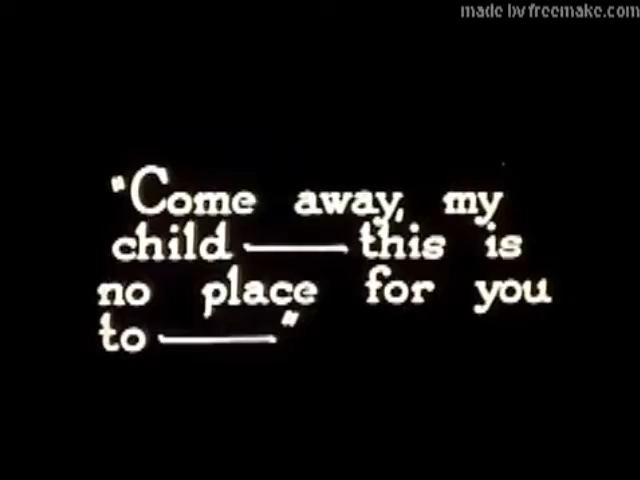 made by freemake.com
"Come away, my
child —— this is
no place for you
to ——"